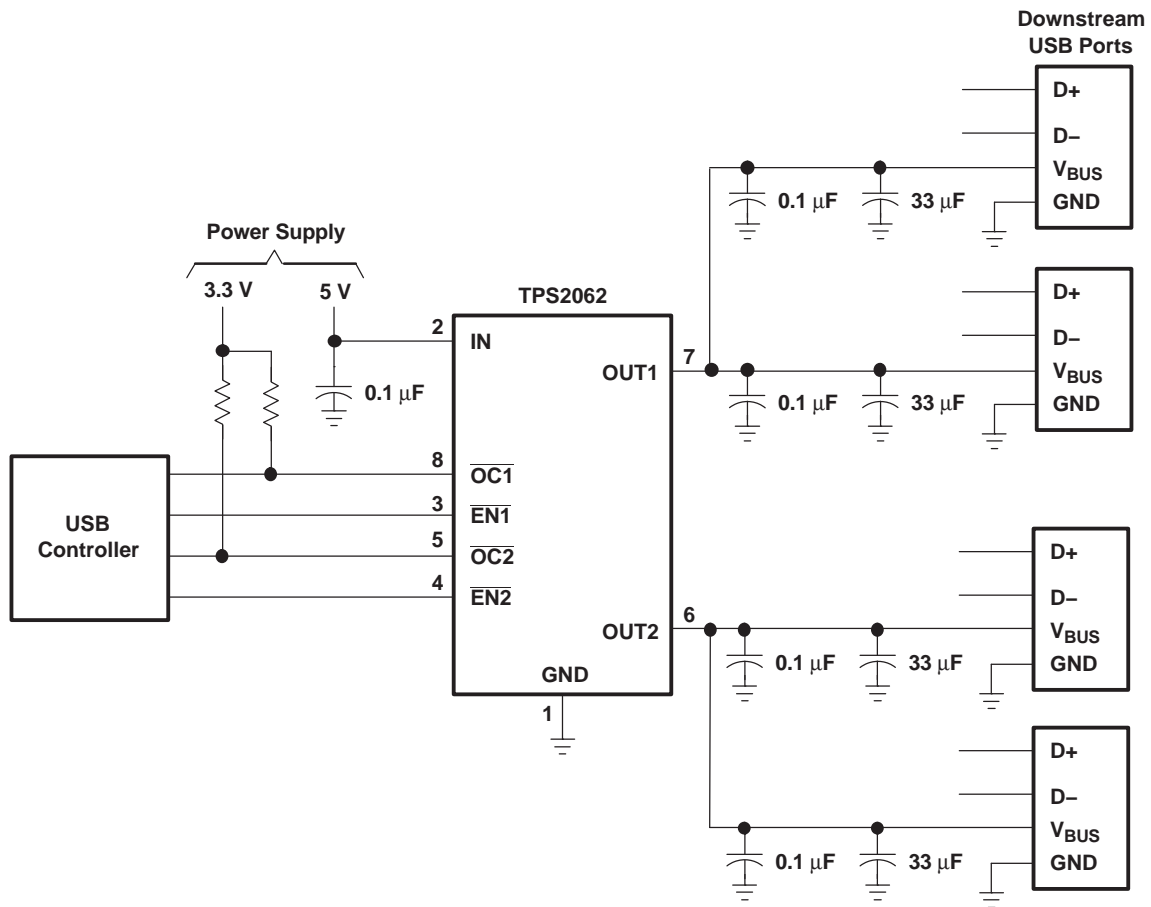 Downstream
USB Ports
D+
D−
VBUS
GND
0.1 μF
33 μF
Power Supply
3.3 V
5 V
TPS2062
D+
D−
VBUS
GND
2
IN
7
OUT1
0.1 μF
0.1 μF
33 μF
8
OC1
3
EN1
5
OC2
4
EN2
USB
Controller
D+
D−
VBUS
GND
6
OUT2
0.1 μF
33 μF
GND
1
D+
D−
VBUS
GND
0.1 μF
33 μF